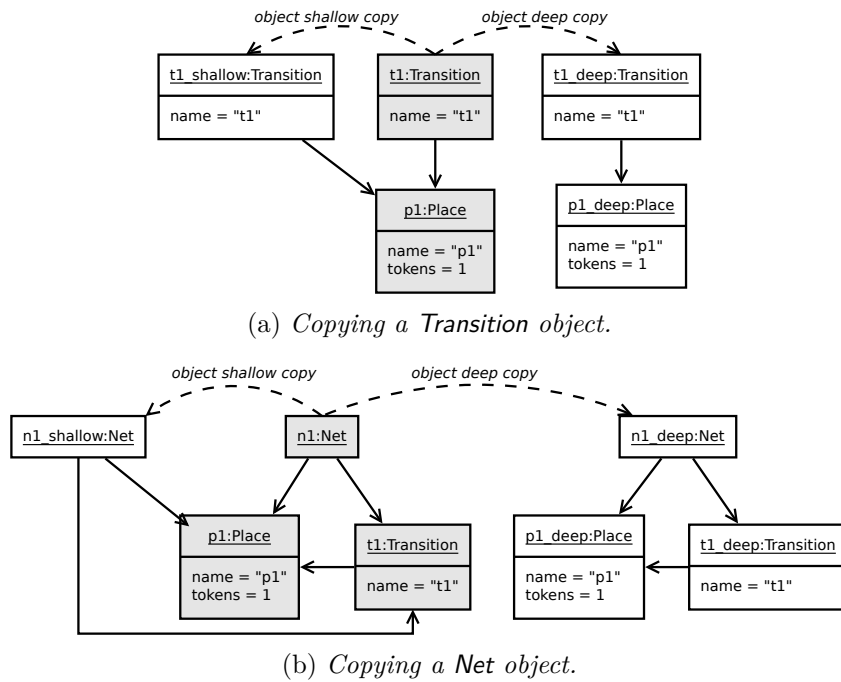 object shallow copy
object deep copy
t1_shallow:Transition
t1:Transition
t1_deep:Transition
name = "t1"
name = "t1"
name = "t1"
p1:Place
p1_deep:Place
name = "p1"
tokens = 1
name = "p1"
tokens = 1
(a) Copying a Transition object.
object shallow copy
object deep copy
n1_shallow:Net
n1:Net
n1_deep:Net
p1:Place
t1:Transition
p1_deep:Place
t1_deep:Transition
name = "p1"
tokens = 1
name = "t1"
name = "p1"
tokens = 1
name = "t1"
(b) Copying a Net object.